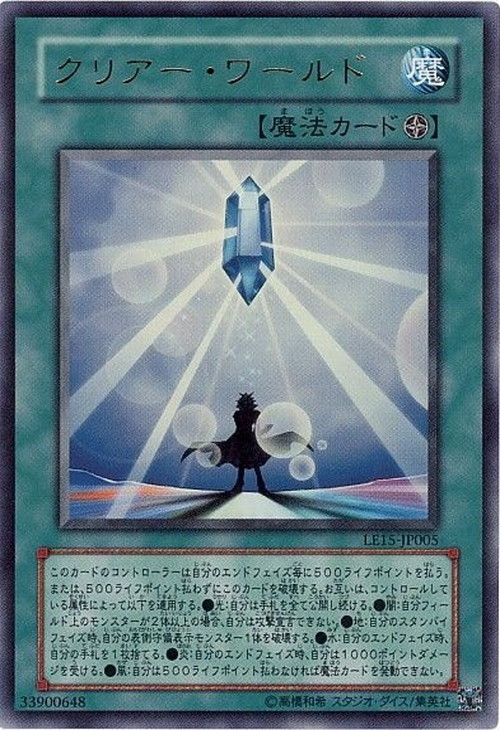 クリアー・ワールド
魔
【魔法カード】
LE15-JP005
このカードのコントローラーは自分のエンドフェイズ毎に500ライフポイントを払う。
または、500ライフポイント払わずにこのカードを破壊する。お互いは、コントロールして
いる属性によって以下を適用する。●光:自分は手札を全て公開し続ける。●闇:自分フィー
ルド上のモンスターが2体以上の場合、自分は攻撃宣言できない。●地:自分のスタンバイ
フェイズ時、自分の表側守備表示モンスター1体を破壊する。●水:自分のエンドフェイズ時、
自分の手札を1枚捨てる。●炎:自分のエンドフェイズ時、自分は1000ポイントダメー
ジを受ける。●風:自分は500ライフポイント払わなければ魔法カードを発動できない。
33900648
©高橋和希 スタジオ・ダイス/集英社